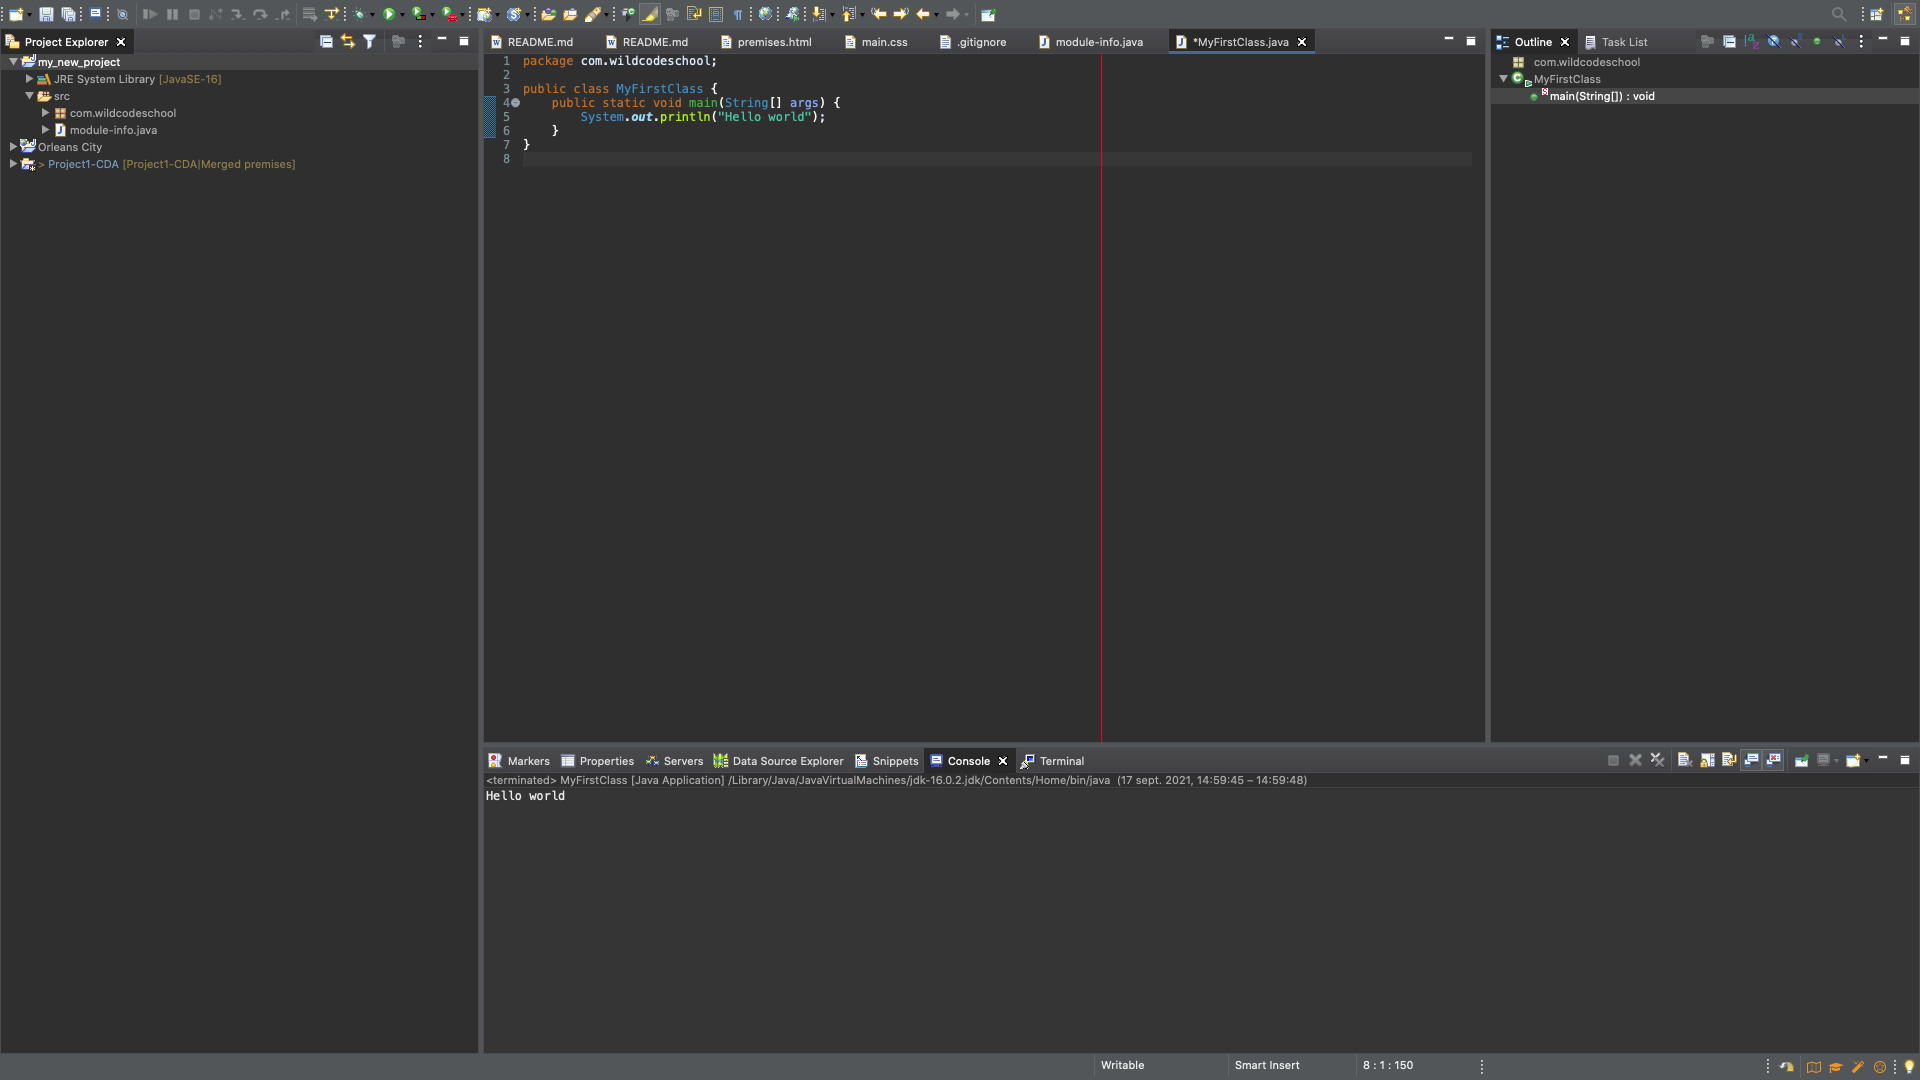 Project Explorer
my_new_project
JRE System Library [JavaSE-16]
src
com.wildcodeschool
module-info.java
Orleans City
> Project1-CDA [Project1-CDA|Merged premises]
README.md README.md premises.html main.css .gitignore module-info.java *MyFirstClass.java
1 package com.wildcodeschool;
2
3 public class MyFirstClass {
4 public static void main(String[] args) {
5 System.out.println("Hello world");
6 }
7 }
8
Outline Task List
com.wildcodeschool
MyFirstClass
main(String[]) : void
Markers Properties Servers Data Source Explorer Snippets Console Terminal
<terminated> MyFirstClass [Java Application] /Library/Java/JavaVirtualMachines/jdk-16.0.2.jdk/Contents/Home/bin/java (17 sept. 2021, 14:59:45 – 14:59:48)
Hello world
Writable Smart Insert 8 : 1 : 150